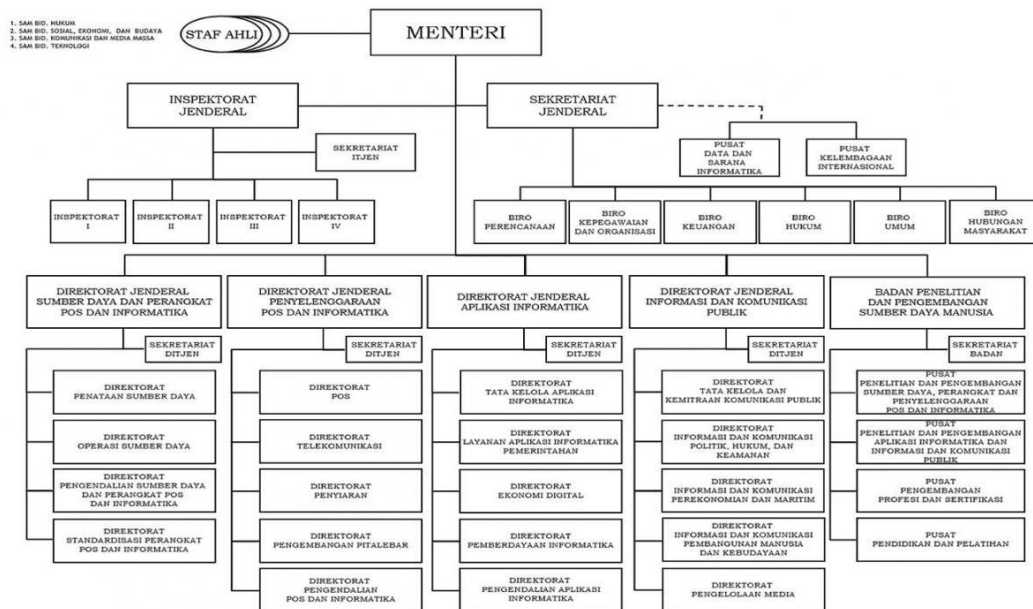 1. SAM BID. HUKUM
2. SAM BID. SOSIAL, EKONOMI, DAN BUDAYA
3. SAM BID. KOMUNIKASI DAN MEDIA MASSA
4. SAM BID. TEKNOLOGI
STAF AHLI
MENTERI
INSPEKTORAT
JENDERAL
SEKRETARIAT
JENDERAL
SEKRETARIAT
ITJEN
PUSAT
DATA DAN
SARANA
INFORMATIKA
PUSAT
KELEMBAGAAN
INTERNASIONAL
INSPEKTORAT
I
INSPEKTORAT
II
INSPEKTORAT
III
INSPEKTORAT
IV
BIRO
PERENCANAAN
BIRO
KEPEGAWAIAN
DAN ORGANISASI
BIRO
KEUANGAN
BIRO
HUKUM
BIRO
UMUM
BIRO
HUBUNGAN
MASYARAKAT
DIREKTORAT JENDERAL
SUMBER DAYA DAN PERANGKAT
POS DAN INFORMATIKA
SEKRETARIAT
DITJEN
DIREKTORAT
PENATAAN SUMBER DAYA
DIREKTORAT
OPERASI SUMBER DAYA
DIREKTORAT
PENGENDALIAN SUMBER DAYA
DAN PERANGKAT POS
DAN INFORMATIKA
DIREKTORAT
STANDARDISASI PERANGKAT
POS DAN INFORMATIKA
DIREKTORAT JENDERAL
PENYELENGGARAAN
POS DAN INFORMATIKA
SEKRETARIAT
DITJEN
DIREKTORAT
POS
DIREKTORAT
TELEKOMUNIKASI
DIREKTORAT
PENYIARAN
DIREKTORAT
PENGEMBANGAN PITALEBAR
DIREKTORAT
PENGENDALIAN
POS DAN INFORMATIKA
DIREKTORAT JENDERAL
APLIKASI INFORMATIKA
SEKRETARIAT
DITJEN
DIREKTORAT
TATA KELOLA APLIKASI
INFORMATIKA
DIREKTORAT
LAYANAN APLIKASI INFORMATIKA
PEMERINTAHAN
DIREKTORAT
EKONOMI DIGITAL
DIREKTORAT
PEMBERDAYAAN INFORMATIKA
DIREKTORAT
PENGENDALIAN APLIKASI
INFORMATIKA
DIREKTORAT JENDERAL
INFORMASI DAN KOMUNIKASI
PUBLIK
SEKRETARIAT
DITJEN
DIREKTORAT
TATA KELOLA DAN
KEMITRAAN KOMUNIKASI PUBLIK
DIREKTORAT
INFORMASI DAN KOMUNIKASI
POLITIK, HUKUM, DAN
KEAMANAN
DIREKTORAT
INFORMASI DAN KOMUNIKASI
PEREKONOMIAN DAN MARITIM
DIREKTORAT
INFORMASI DAN KOMUNIKASI
PEMBANGUNAN MANUSIA
DAN KEBUDAYAAN
DIREKTORAT
PENGELOLAAN MEDIA
BADAN PENELITIAN
DAN PENGEMBANGAN
SUMBER DAYA MANUSIA
SEKRETARIAT
BADAN
PUSAT
PENELITIAN DAN PENGEMBANGAN
SUMBER DAYA, PERANGKAT DAN
PENYELENGGARAAN
POS DAN INFORMATIKA
PUSAT
PENELITIAN DAN PENGEMBANGAN
APLIKASI INFORMATIKA DAN
INFORMASI DAN KOMUNIKASI
PUBLIK
PUSAT
PENGEMBANGAN
PROFESI DAN SERTIFIKASI
PUSAT
PENDIDIKAN DAN PELATIHAN